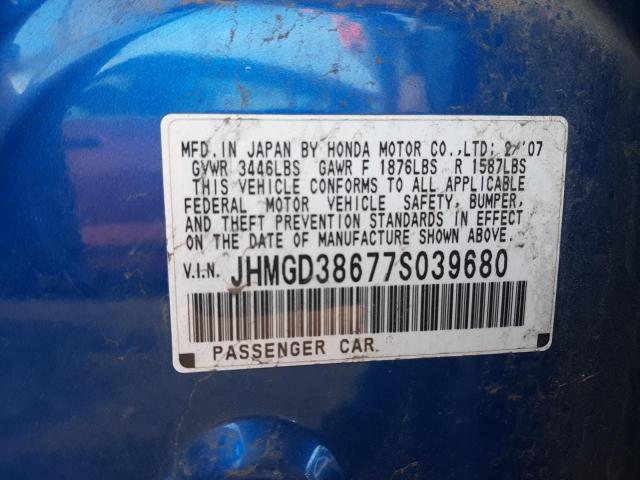 MFD. IN JAPAN BY HONDA MOTOR CO.,LTD; 2/'07
GVWR 3446LBS GAWR F 1876LBS R 1587LBS
THIS VEHICLE CONFORMS TO ALL APPLICABLE
FEDERAL MOTOR VEHICLE SAFETY, BUMPER,
AND THEFT PREVENTION STANDARDS IN EFFECT
ON THE DATE OF MANUFACTURE SHOWN ABOVE.
V.I.N. JHMGD38677S039680
PASSENGER CAR